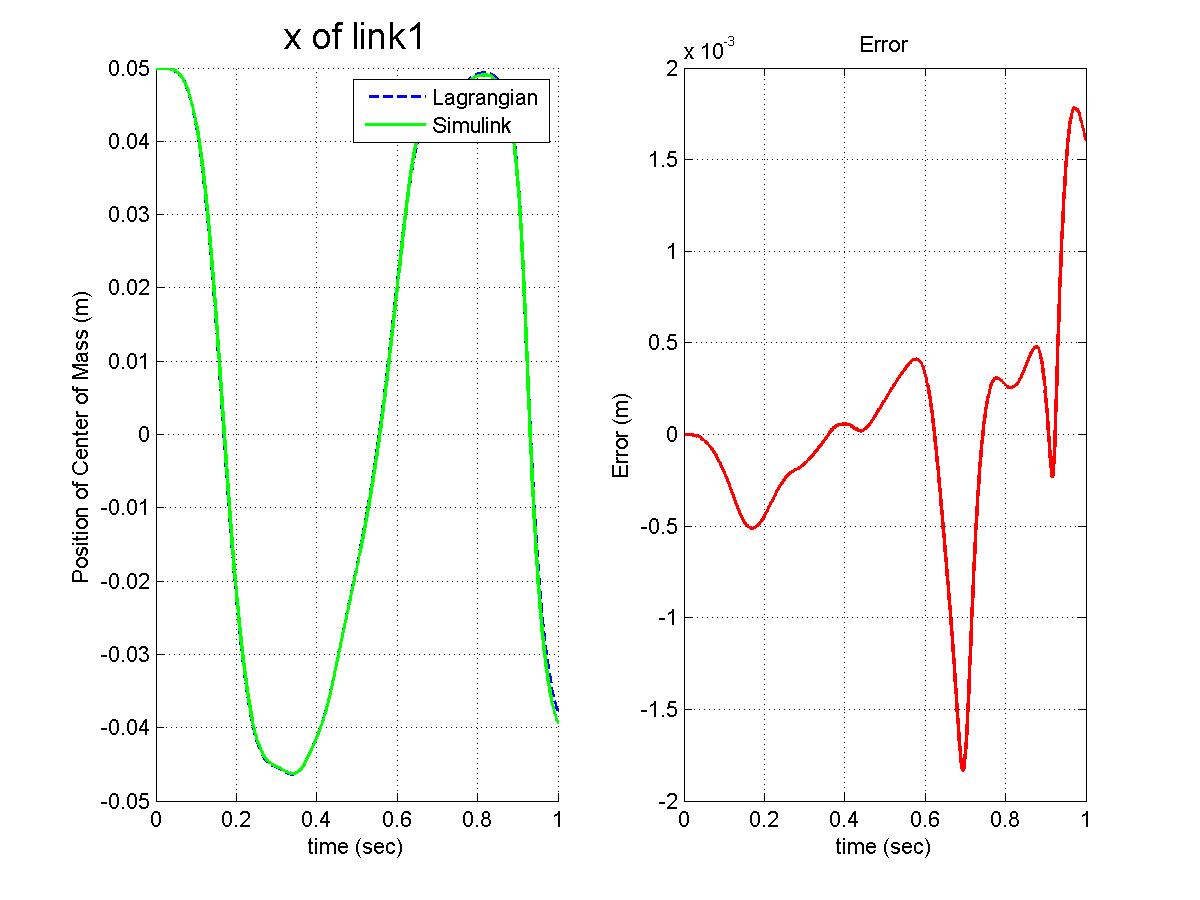 x of link1
Lagrangian
Simulink
0.05
0.04
0.03
0.02
0.01
0
-0.01
-0.02
-0.03
-0.04
-0.05
Position of Center of Mass (m)
0 0.2 0.4 0.6 0.8 1
time (sec)
Error
x 10-3
2
1.5
1
0.5
0
-0.5
-1
-1.5
-2
Error (m)
0 0.2 0.4 0.6 0.8 1
time (sec)